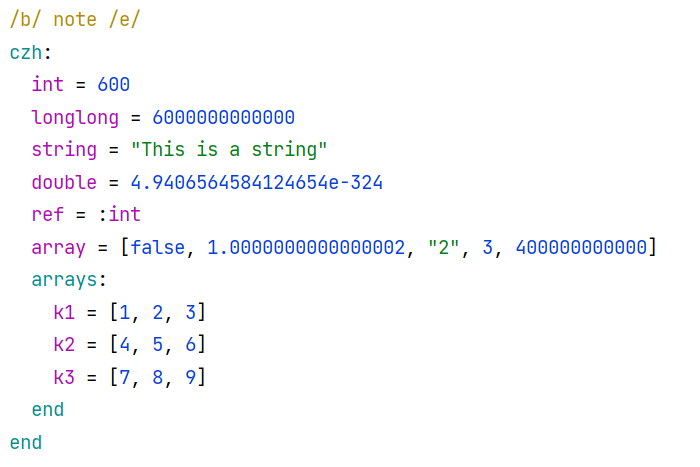 /b/ note /e/
czh:
  int = 600
  longlong = 6000000000000
  string = "This is a string"
  double = 4.9406564584124654e-324
  ref = :int
  array = [false, 1.0000000000000002, "2", 3, 400000000000]
  arrays:
    k1 = [1, 2, 3]
    k2 = [4, 5, 6]
    k3 = [7, 8, 9]
  end
end